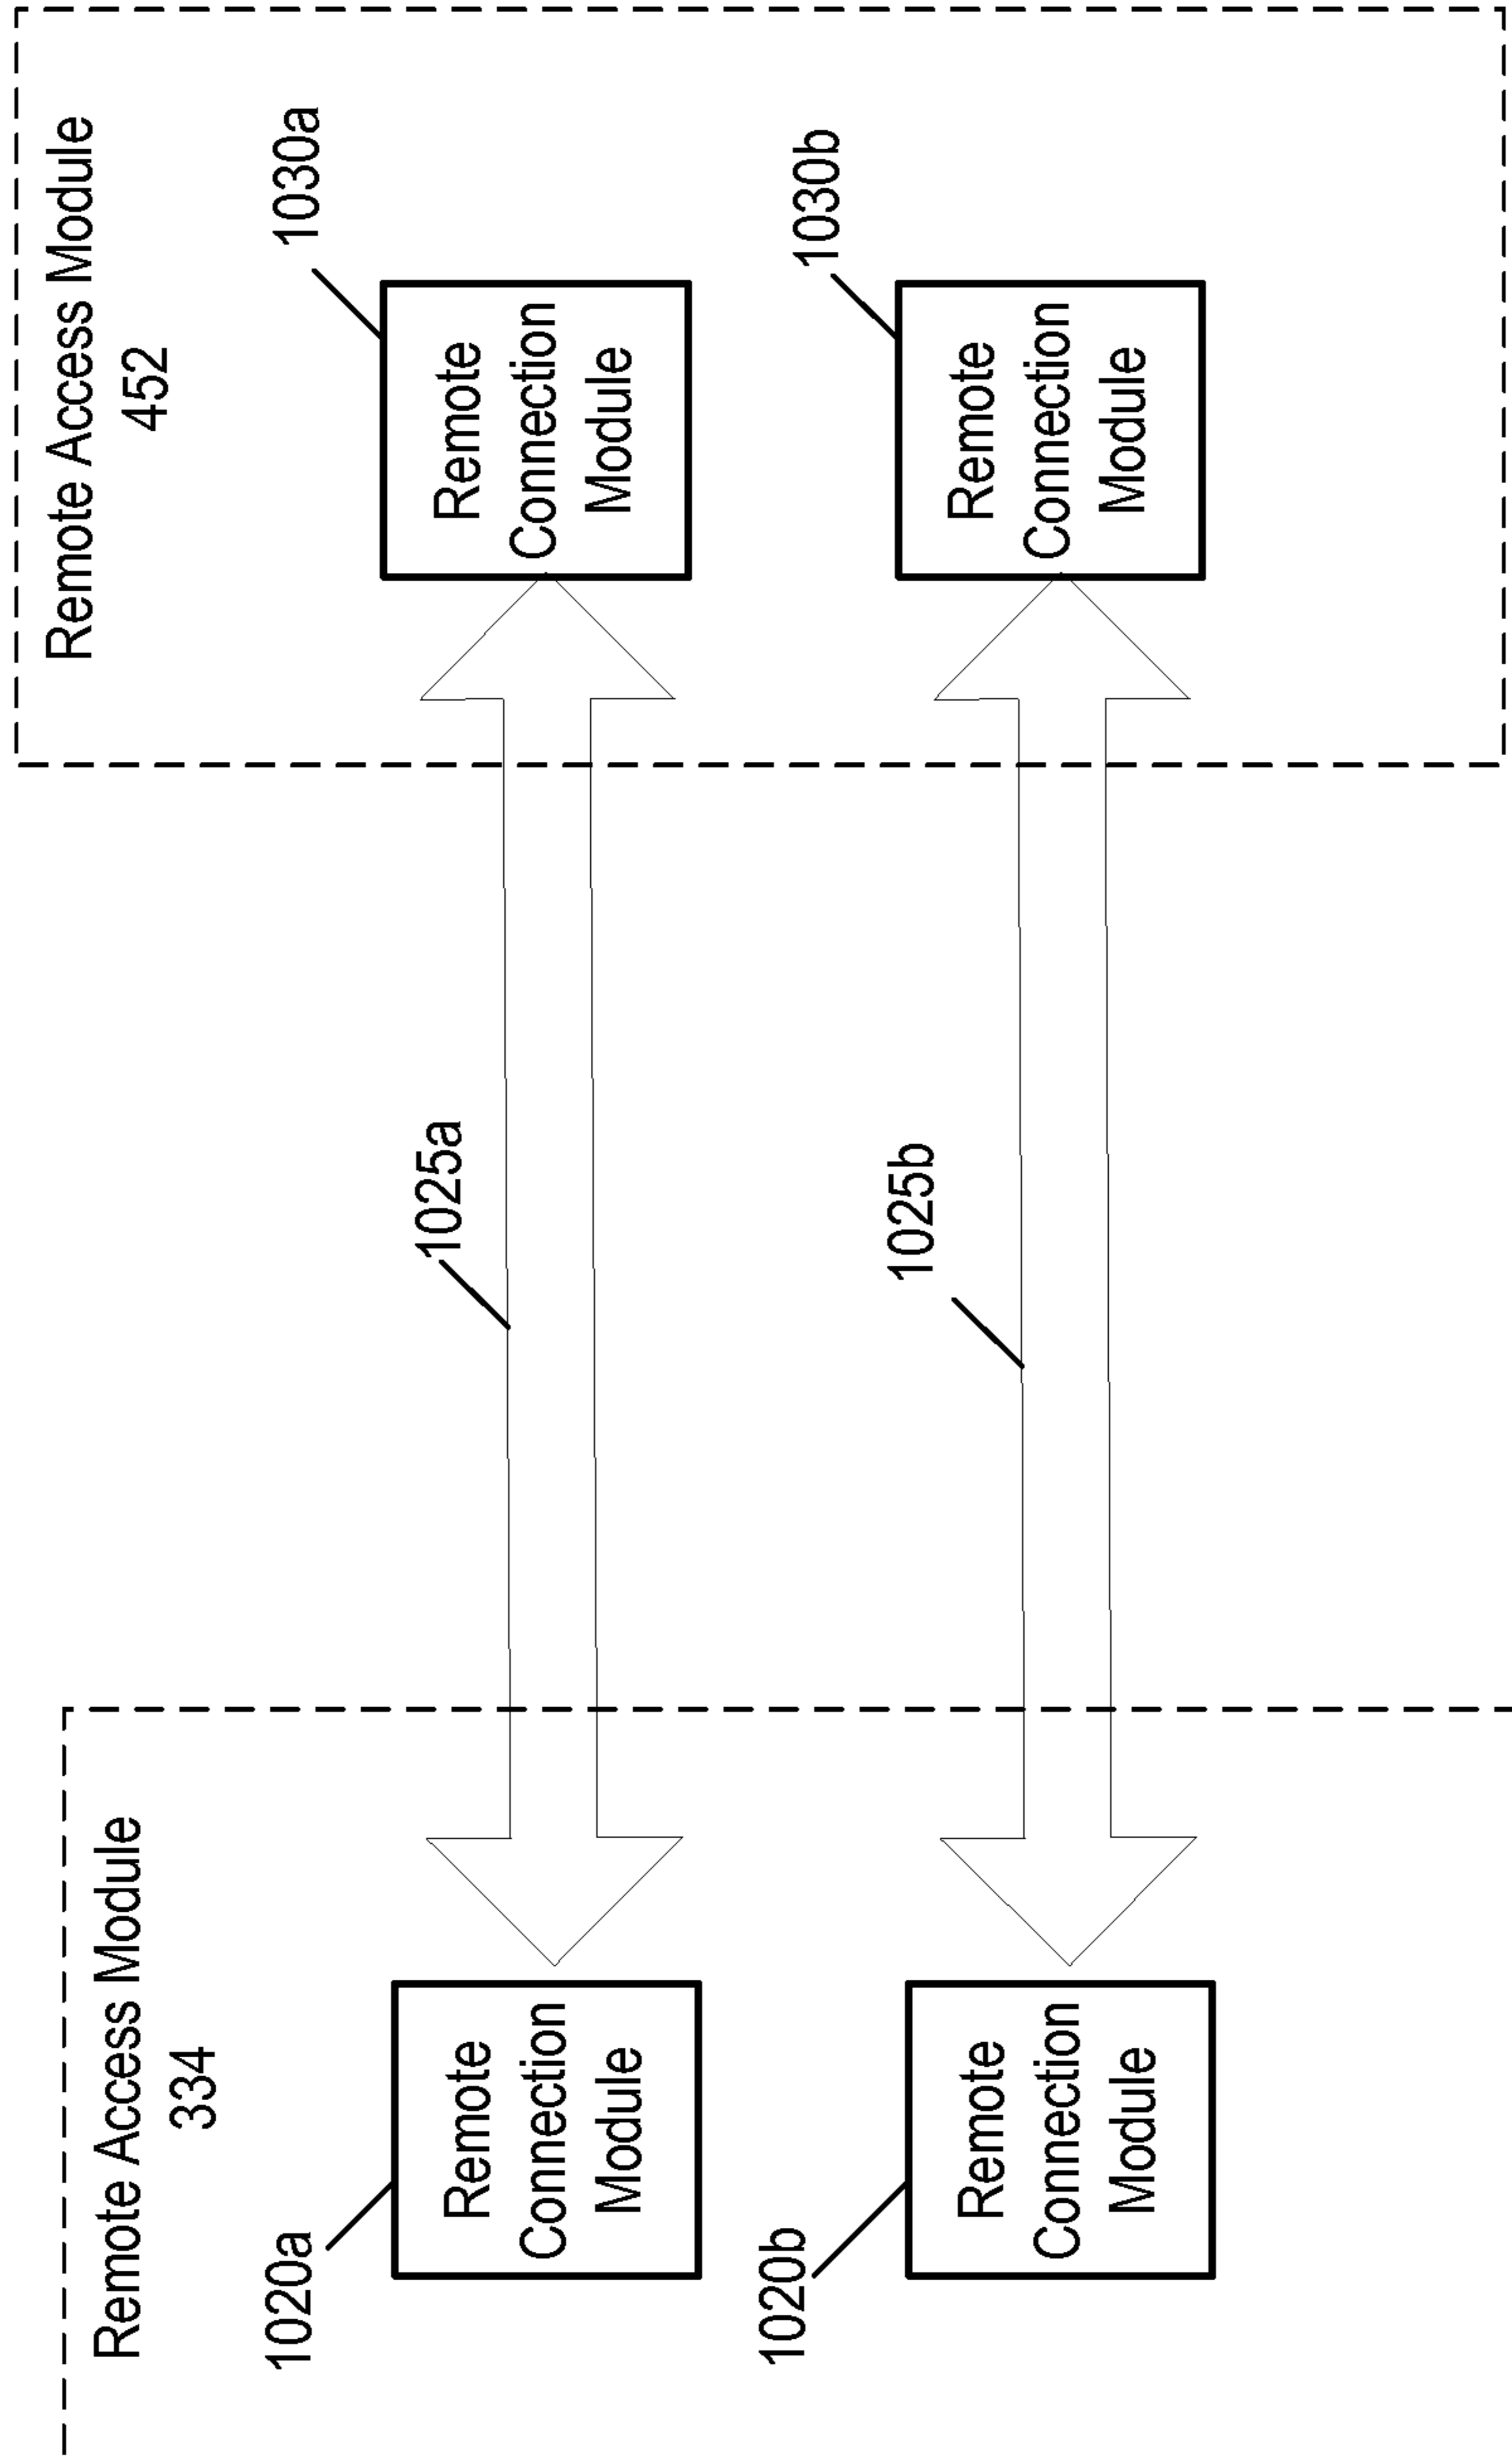 Remote Access Module
334
1020a
Remote
Connection
Module
1020b
Remote
Connection
Module
1025a
1025b
Remote Access Module
452
1030a
Remote
Connection
Module
1030b
Remote
Connection
Module